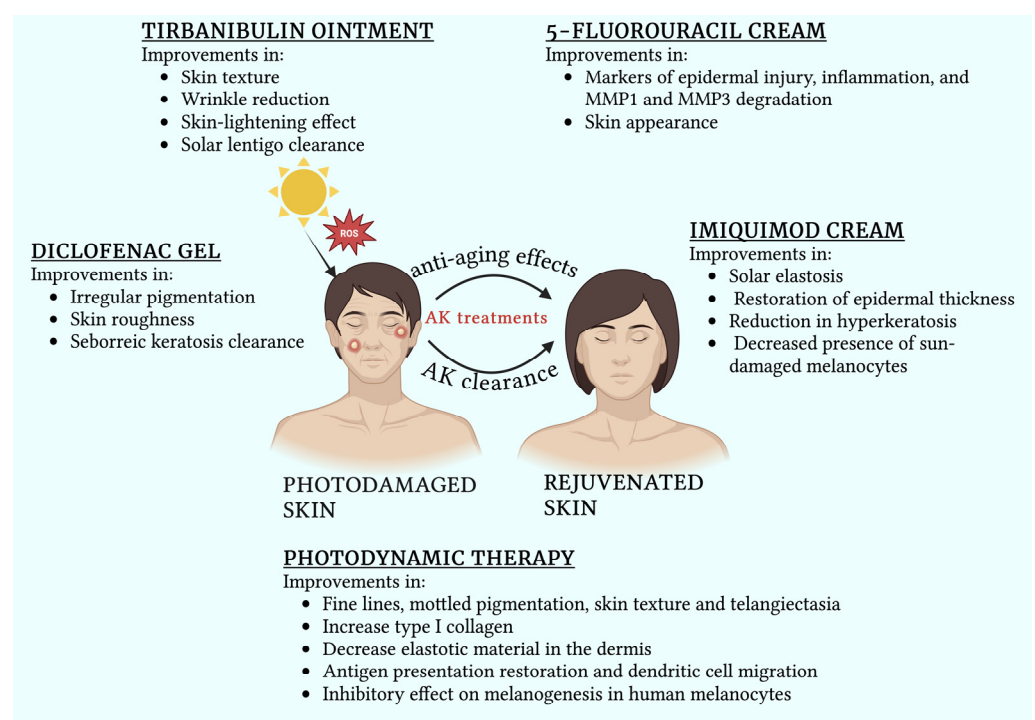 TIRBANIBULIN OINTMENT
Improvements in:
• Skin texture
• Wrinkle reduction
• Skin-lightening effect
• Solar lentigo clearance
5-FLUOROURACIL CREAM
Improvements in:
• Markers of epidermal injury, inflammation, and
MMP1 and MMP3 degradation
• Skin appearance
ROS
DICLOFENAC GEL
Improvements in:
• Irregular pigmentation
• Skin roughness
• Seborreic keratosis clearance
anti-aging effects
AK treatments
AK clearance
IMIQUIMOD CREAM
Improvements in:
• Solar elastosis
• Restoration of epidermal thickness
• Reduction in hyperkeratosis
• Decreased presence of sun-
damaged melanocytes
PHOTODAMAGED
SKIN
REJUVENATED
SKIN
PHOTODYNAMIC THERAPY
Improvements in:
• Fine lines, mottled pigmentation, skin texture and telangiectasia
• Increase type I collagen
• Decrease elastotic material in the dermis
• Antigen presentation restoration and dendritic cell migration
• Inhibitory effect on melanogenesis in human melanocytes